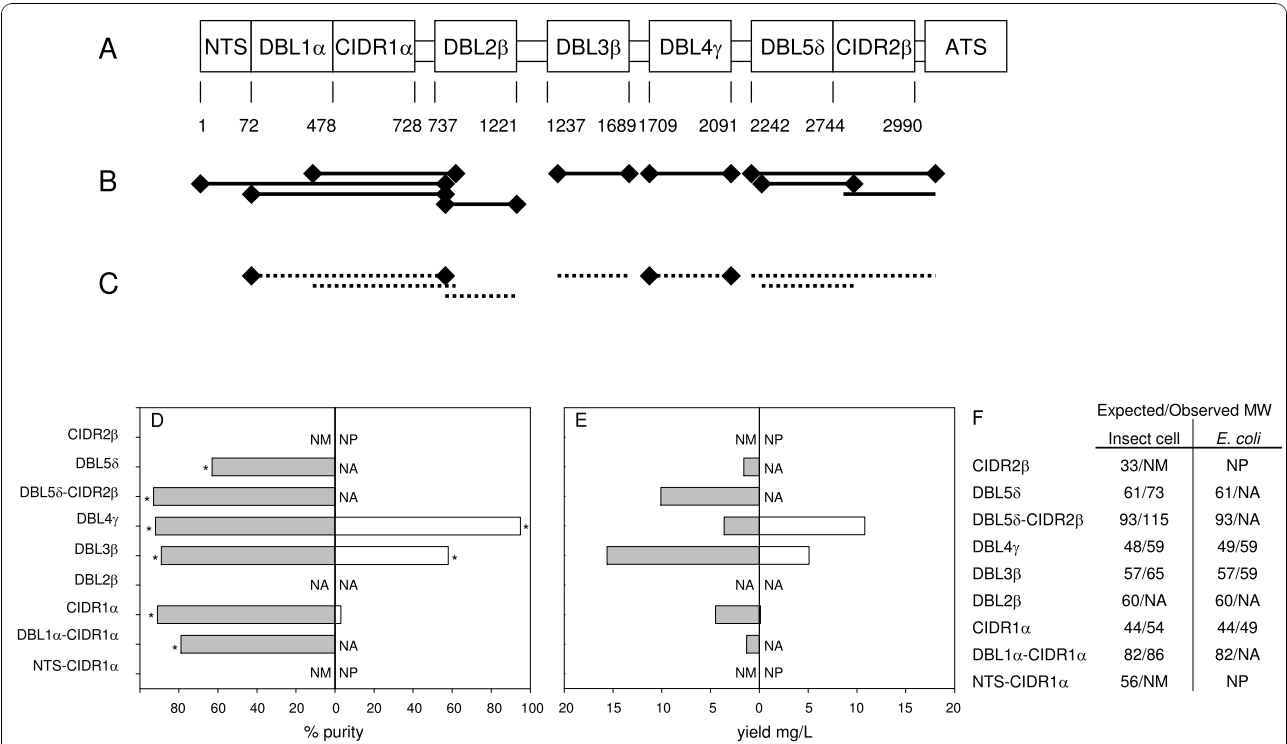 A NTS DBL1α CIDR1α DBL2β DBL3β DBL4γ DBL5δ CIDR2β ATS
1 72 478 728 737 1221 1237 1689 1709 2091 2242 2744 2990
B
C
D
CIDR2β NM NP
DBL5δ * NA
DBL5δ-CIDR2β * NA
DBL4γ * *
DBL3β * *
DBL2β NA NA
CIDR1α *
DBL1α-CIDR1α * NA
NTS-CIDR1α NM NP
80 60 40 20 0 20 40 60 80 100
% purity
E
NM NP
NA
NA
NA NA
NA
NM NP
20 10 5 0 5 10 15 20
yield mg/L
F
Expected/Observed MW
Insect cell E. coli
CIDR2β 33/NM NP
DBL5δ 61/73 61/NA
DBL5δ-CIDR2β 93/115 93/NA
DBL4γ 48/59 49/59
DBL3β 57/65 57/59
DBL2β 60/NA 60/NA
CIDR1α 44/54 44/49
DBL1α-CIDR1α 82/86 82/NA
NTS-CIDR1α 56/NM NP